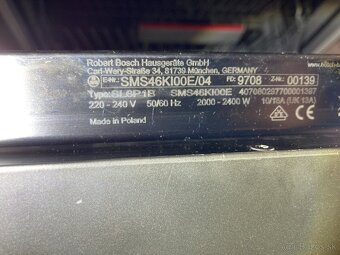 Robert Bosch Hausgeräte GmbH
Carl-Wery-Straße 34, 81739 München, GERMANY
E-Nr. SMS46KI00E/04 FD: 9708 Z-Nr. 00139
Type: SL6P1B SMS46KI00E 407080297700001397
220 - 240 V 50/60 Hz 2000 - 2400 W 10/16A (UK 13A)
Made in Poland